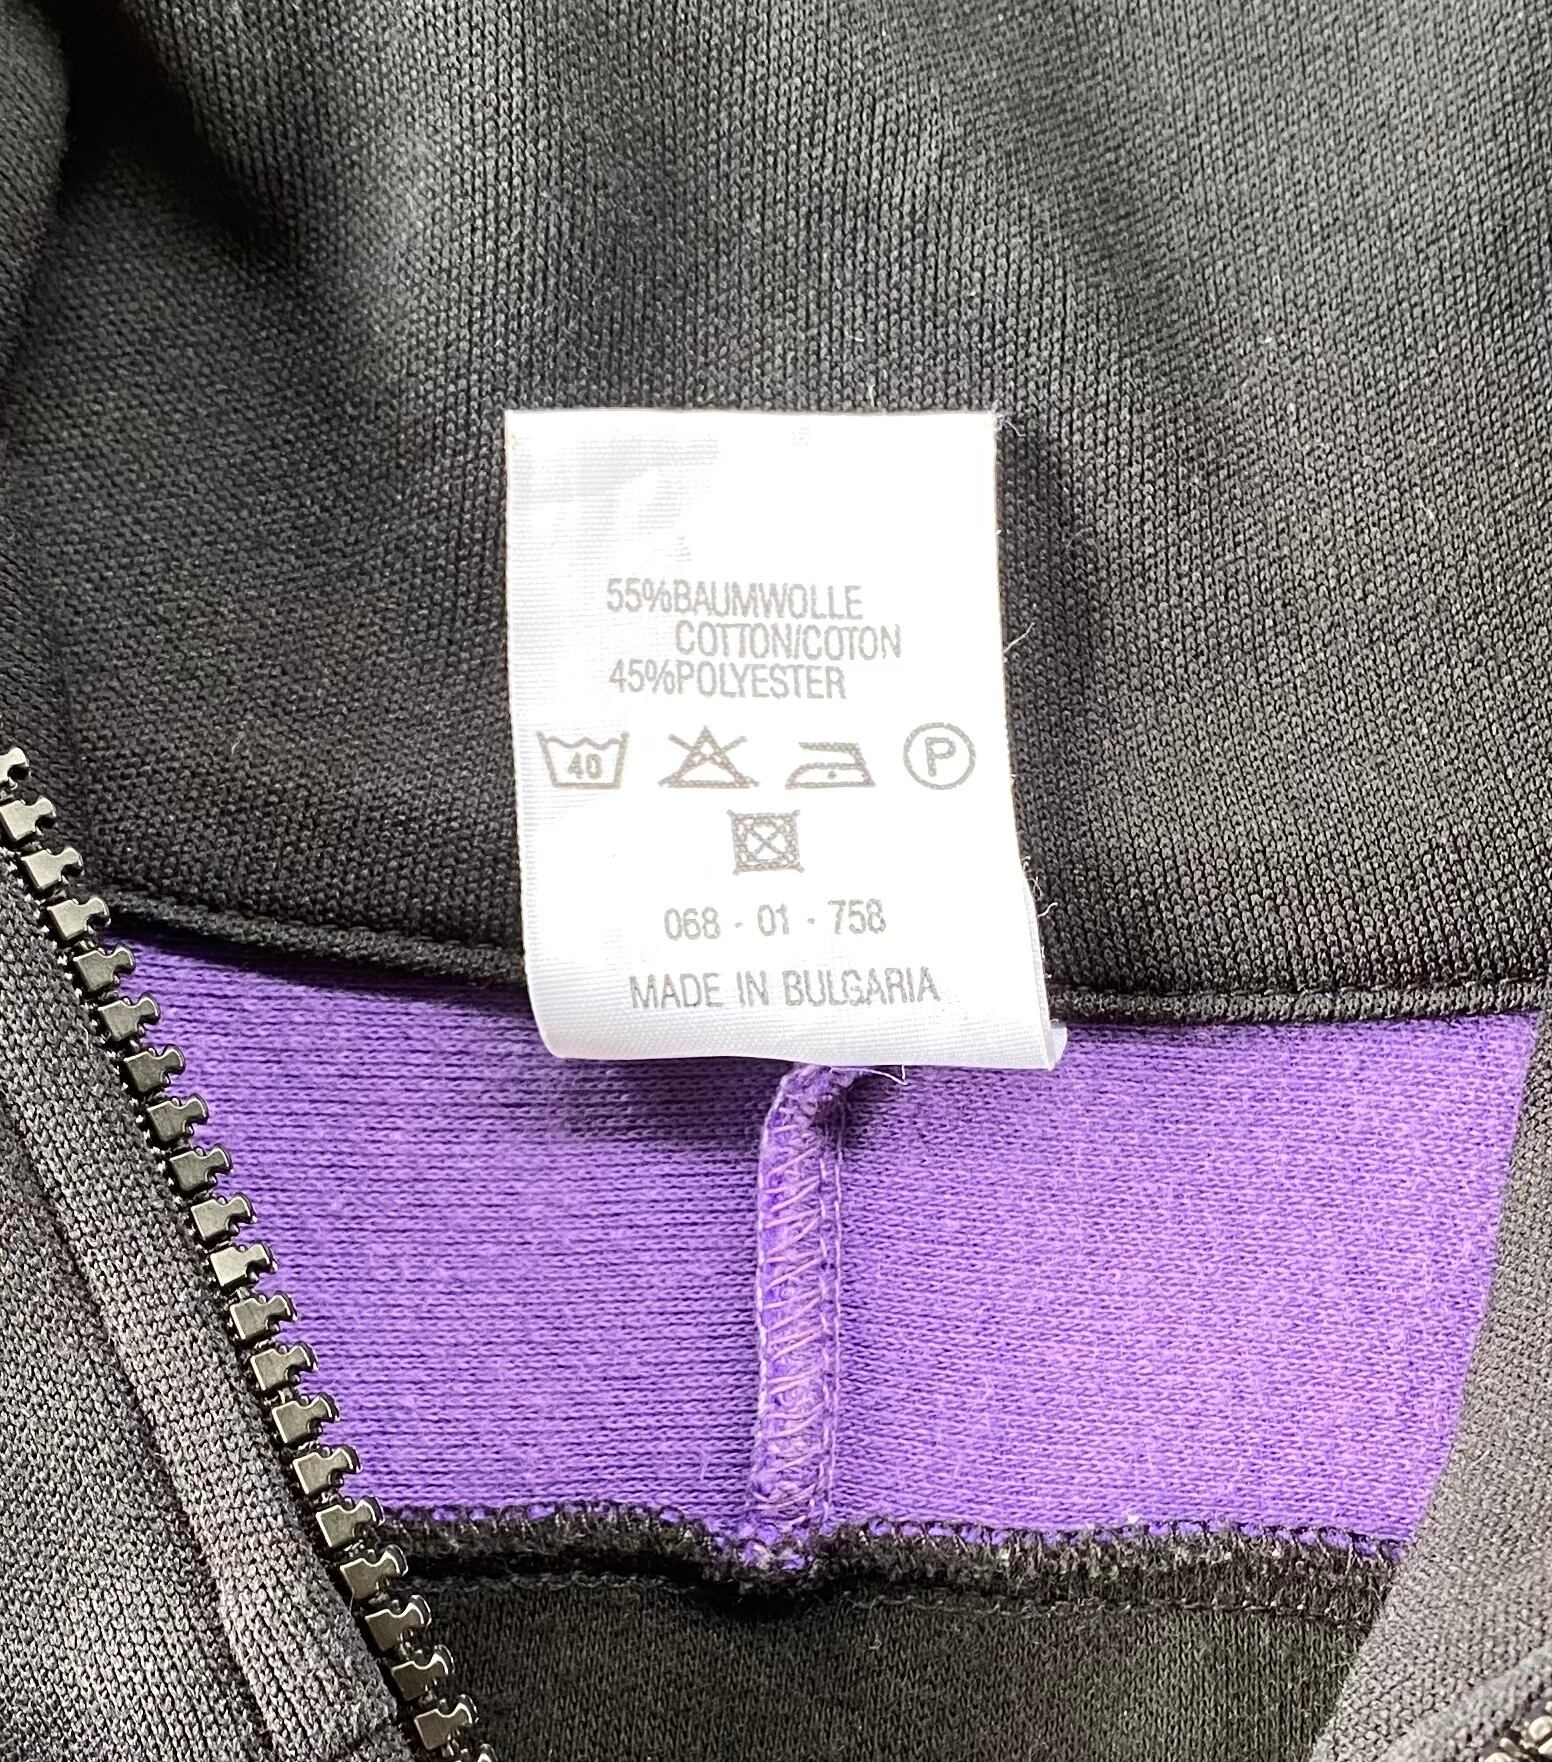 55%BAUMWOLLE
COTTON/COTON
45%POLYESTER
40 P
068 - 01 - 758
MADE IN BULGARIA